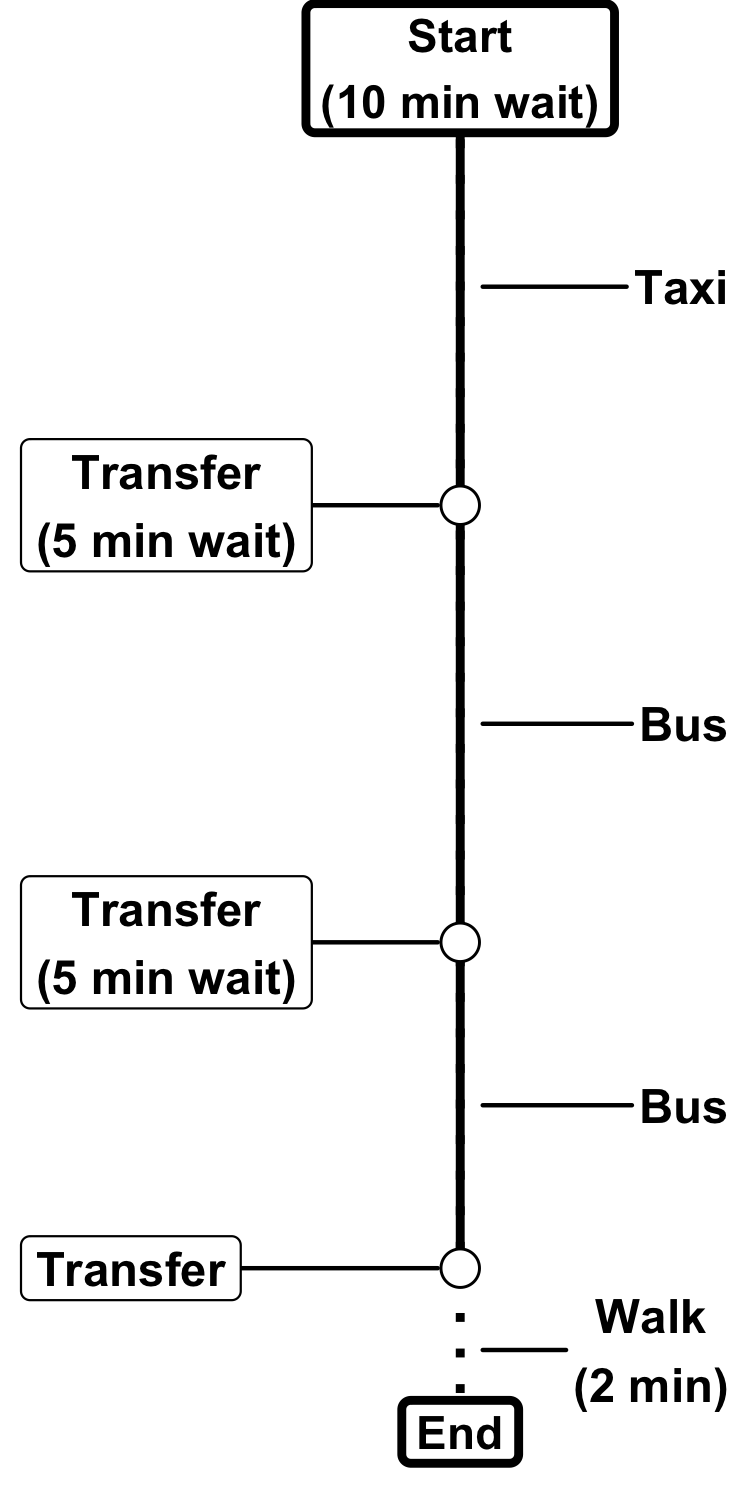 Start
(10 min wait)
Taxi
Transfer
(5 min wait)
Bus
Transfer
(5 min wait)
Bus
Transfer
Walk
(2 min)
End